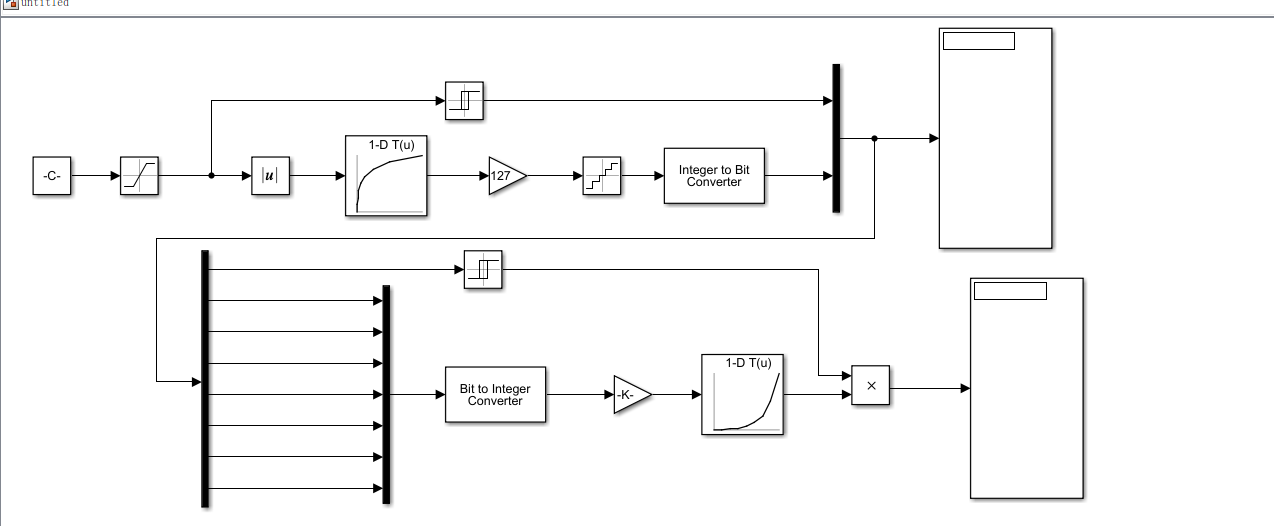 untitled
1-D T(u)
-C-
|u|
127
Integer to Bit
Converter
1-D T(u)
Bit to Integer
Converter
-K-
×